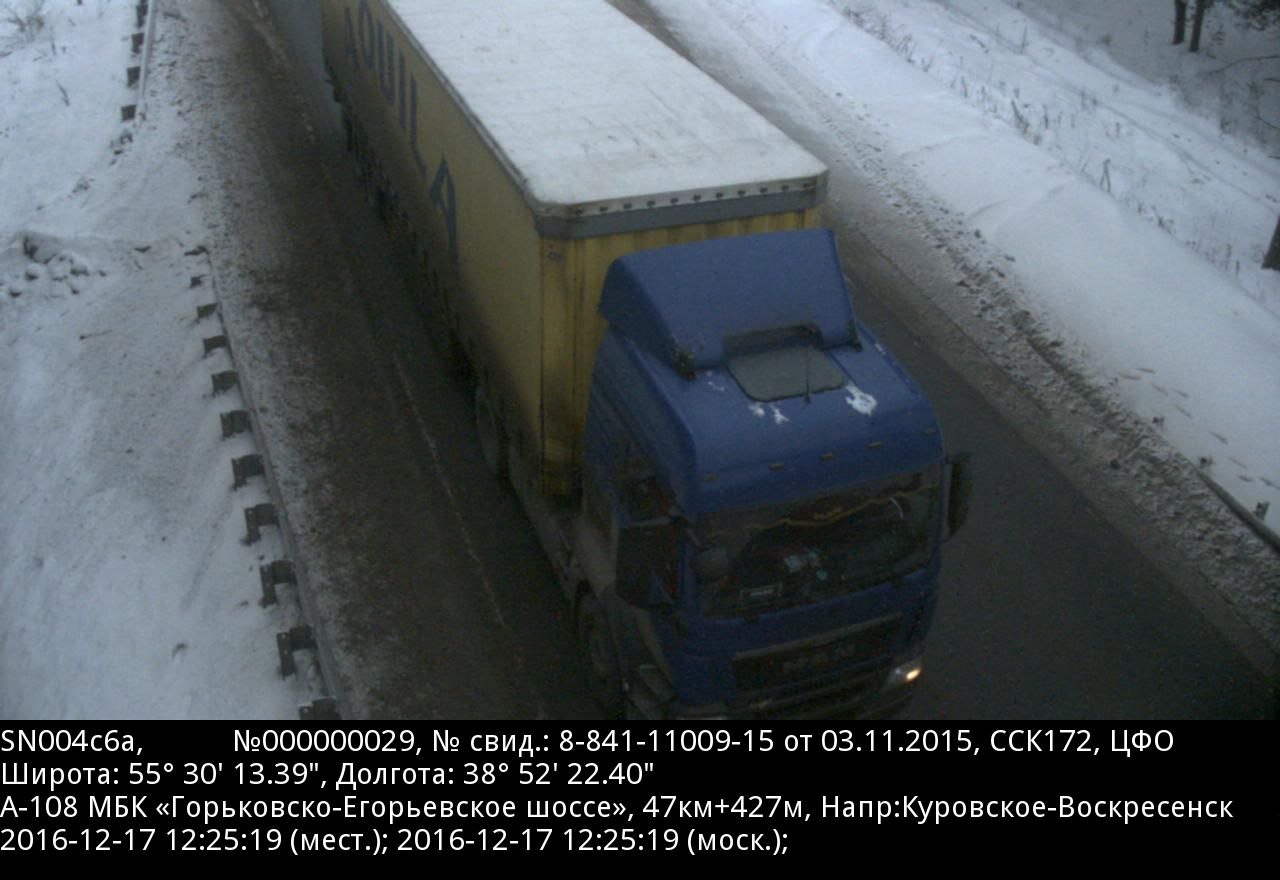 AQUILA
MAN
SN004c6a, №000000029, № свид.: 8-841-11009-15 от 03.11.2015, ССК172, ЦФО
Широта: 55° 30' 13.39", Долгота: 38° 52' 22.40"
А-108 МБК «Горьковско-Егорьевское шоссе», 47км+427м, Напр:Куровское-Воскресенск
2016-12-17 12:25:19 (мест.); 2016-12-17 12:25:19 (моск.);